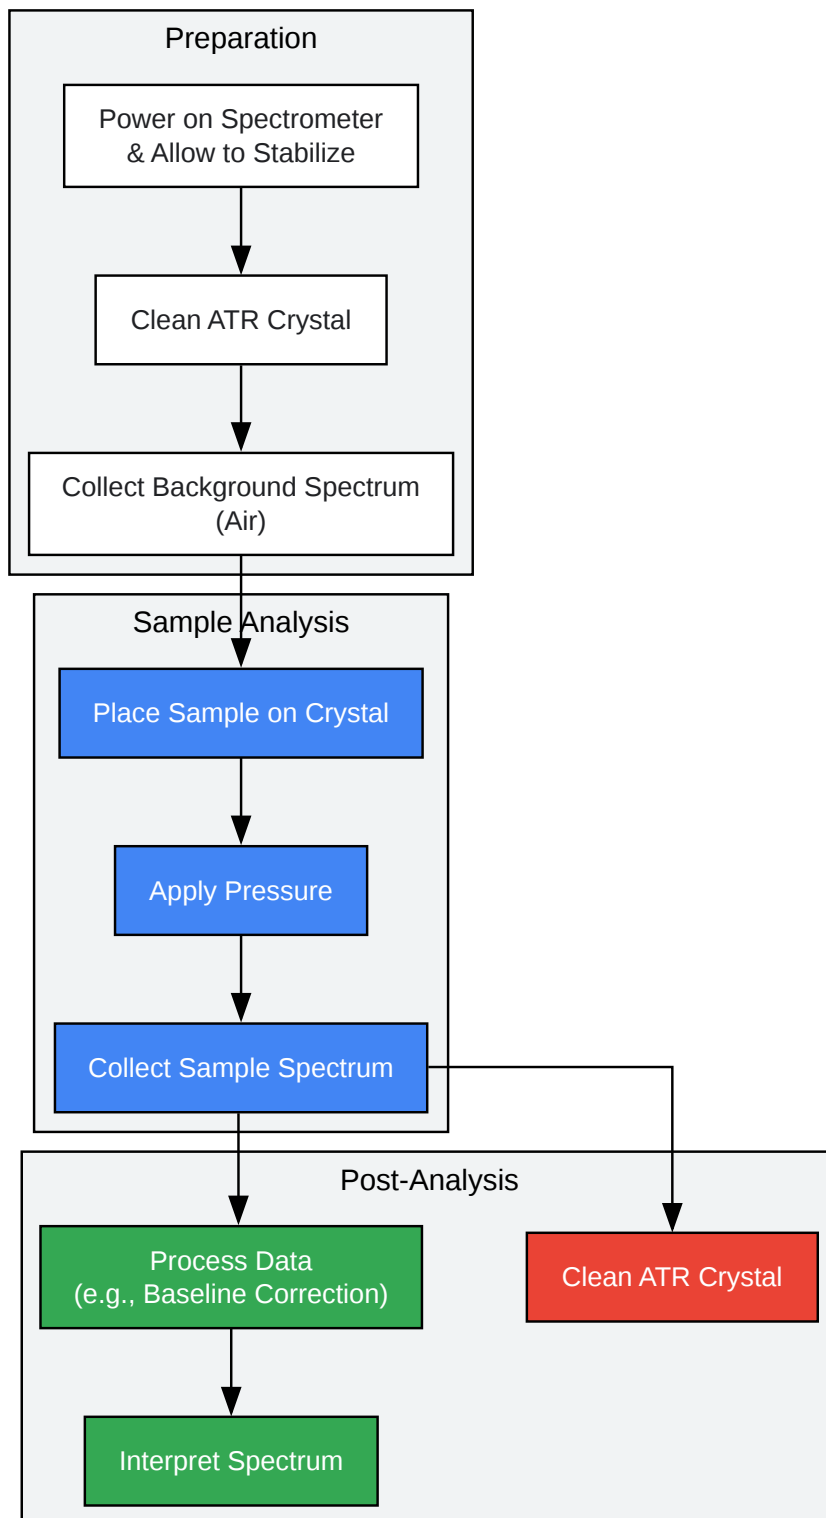 Preparation
Power on Spectrometer
& Allow to Stabilize
Clean ATR Crystal
Collect Background Spectrum
(Air)
Sample Analysis
Place Sample on Crystal
Apply Pressure
Collect Sample Spectrum
Post-Analysis
Process Data
(e.g., Baseline Correction)
Clean ATR Crystal
Interpret Spectrum